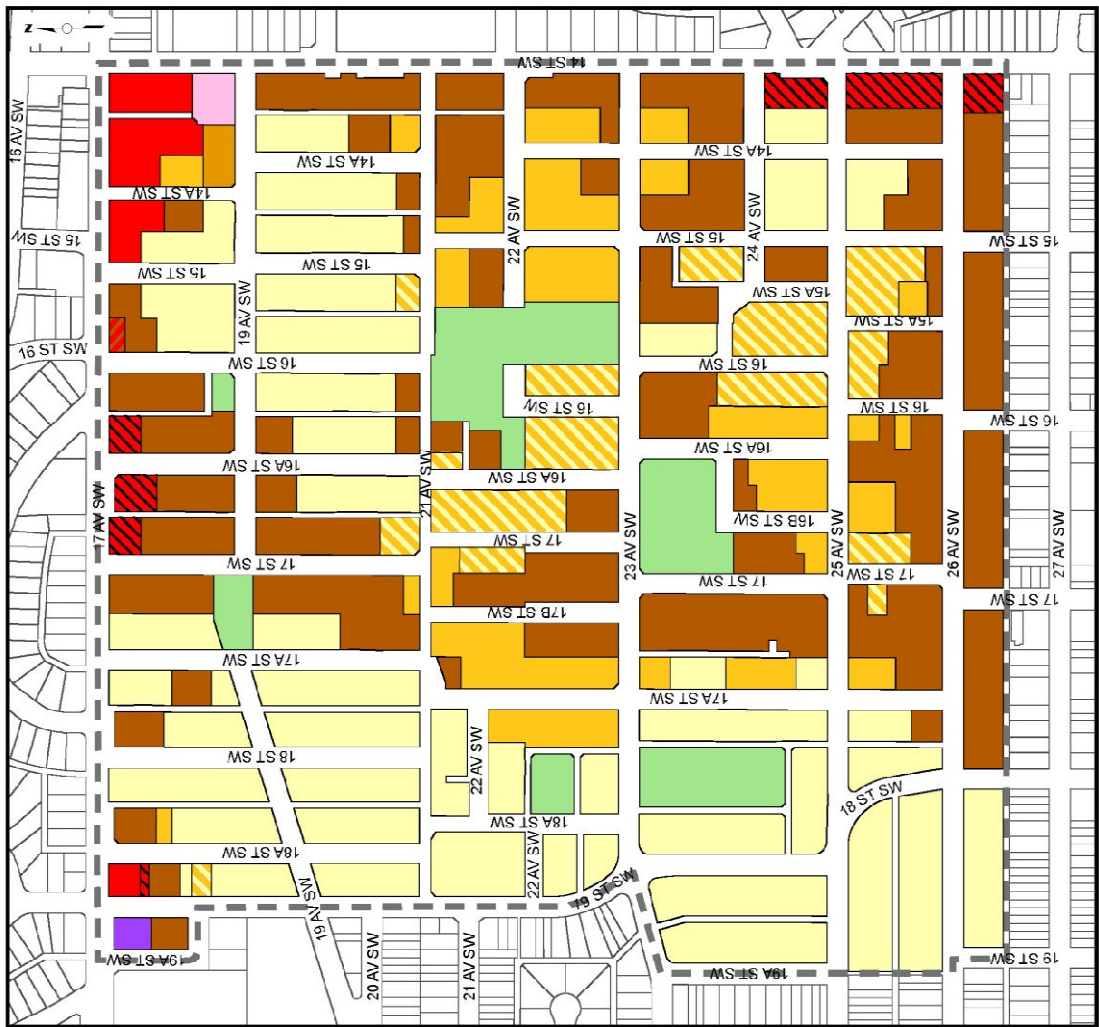 N
14 ST SW
16 AV SW
14A ST SW
14A ST SW
14A ST SW
22 AV SW
24 AV SW
15 ST SW
15 ST SW
15 ST SW
15 ST SW
15 ST SW
15A ST SW
15A ST SW
19 AV SW
16 ST SW
16 ST SW
16 ST SW
16 ST SW
16 ST SW
16 ST SW
16A ST SW
16A ST SW
16A ST SW
21 AV SW
17 AV SW
16B ST SW
23 AV SW
25 AV SW
26 AV SW
27 AV SW
17 ST SW
17 ST SW
17 ST SW
17 ST SW
17 ST SW
17B ST SW
17A ST SW
17A ST SW
18 ST SW
22 AV SW
18 ST SW
18A ST SW
18A ST SW
22 AV SW
19 ST SW
19 AV SW
19A ST SW
20 AV SW
21 AV SW
19A ST SW
19 ST SW